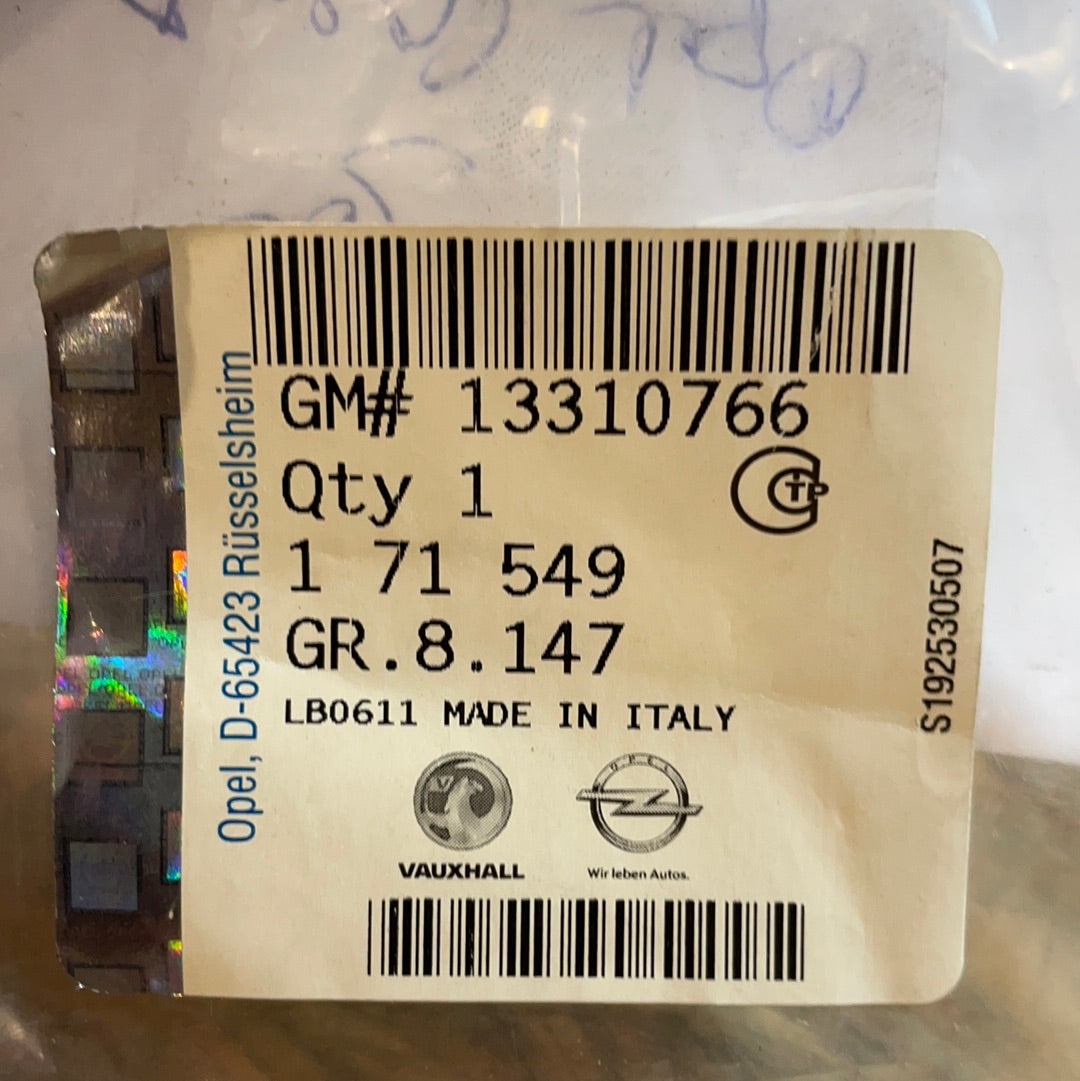 GM# 13310766
Qty 1
1 71 549
GR.8.147
LB0611 MADE IN ITALY
VAUXHALL
OPEL
Wir leben Autos.
Opel, D-65423 Rüsselsheim
S192530507